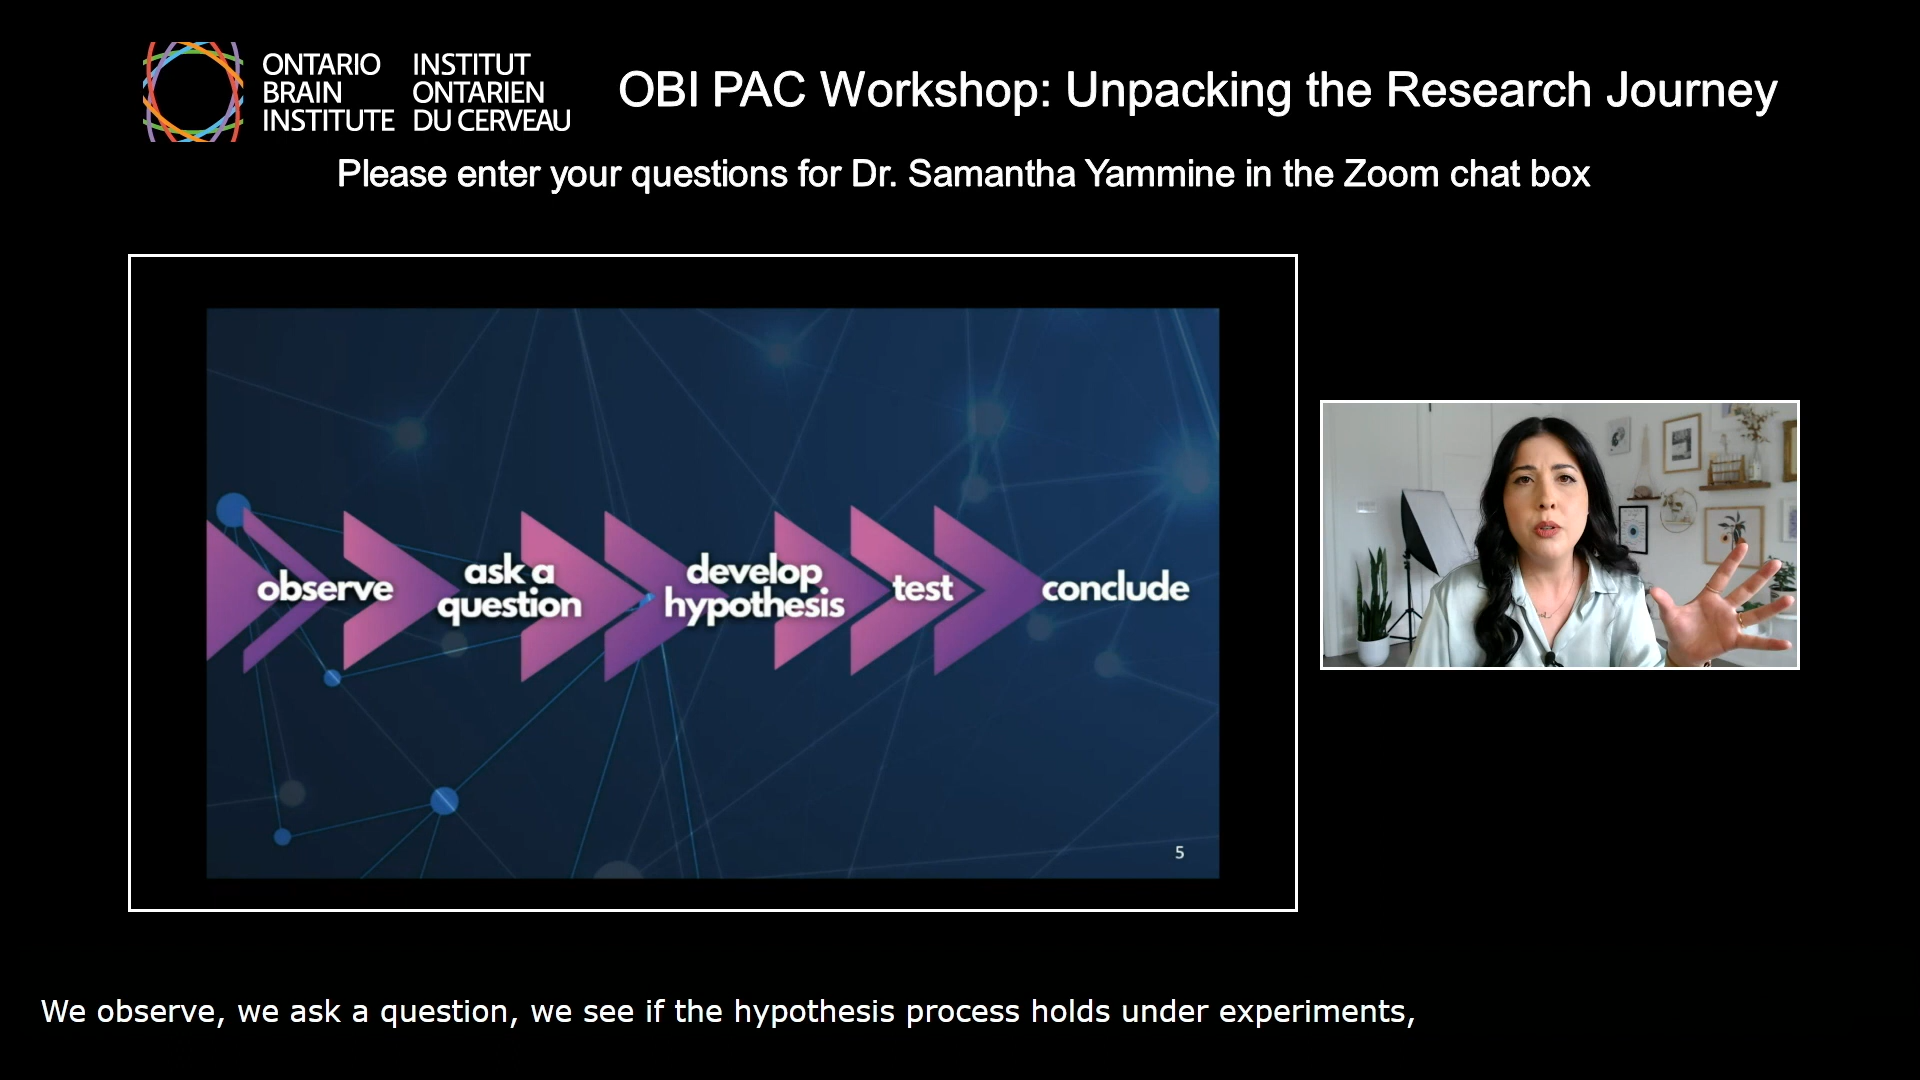 ONTARIO
BRAIN
INSTITUTE
INSTITUT
ONTARIEN
DU CERVEAU
OBI PAC Workshop: Unpacking the Research Journey
Please enter your questions for Dr. Samantha Yammine in the Zoom chat box
observe
ask a
question
develop
hypothesis
test
conclude
5
We observe, we ask a question, we see if the hypothesis process holds under experiments,